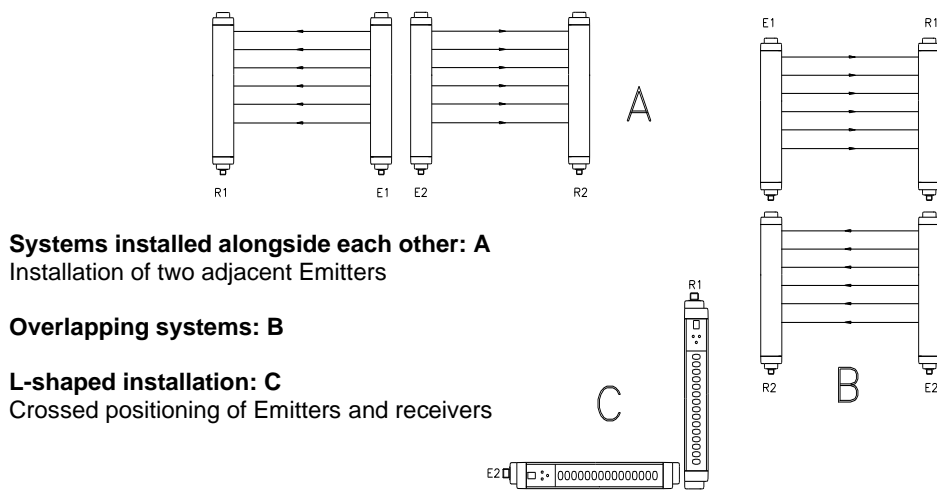 R1
E1
E2
R2
A
E1
R1
R2
E2
B
Systems installed alongside each other: A
Installation of two adjacent Emitters
Overlapping systems: B
L-shaped installation: C
Crossed positioning of Emitters and receivers
R1
C
E2